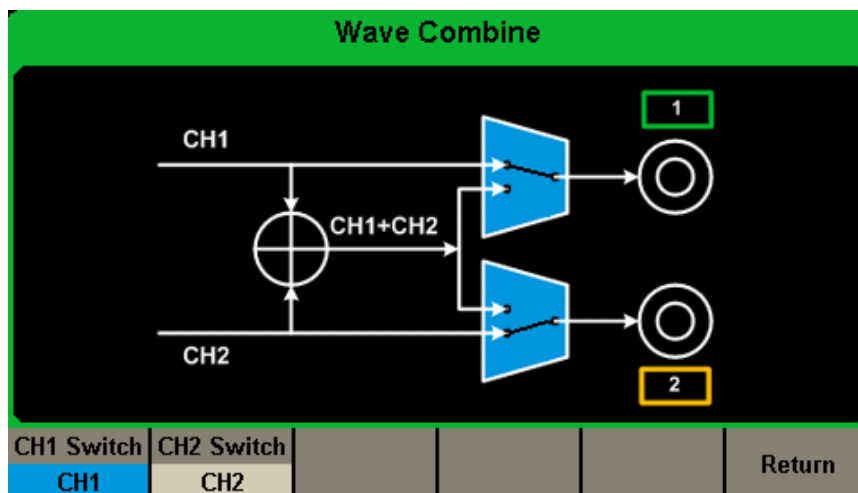 Wave Combine
1
CH1
CH1+CH2
CH2
2
CH1 Switch CH2 Switch
Return
CH1 CH2